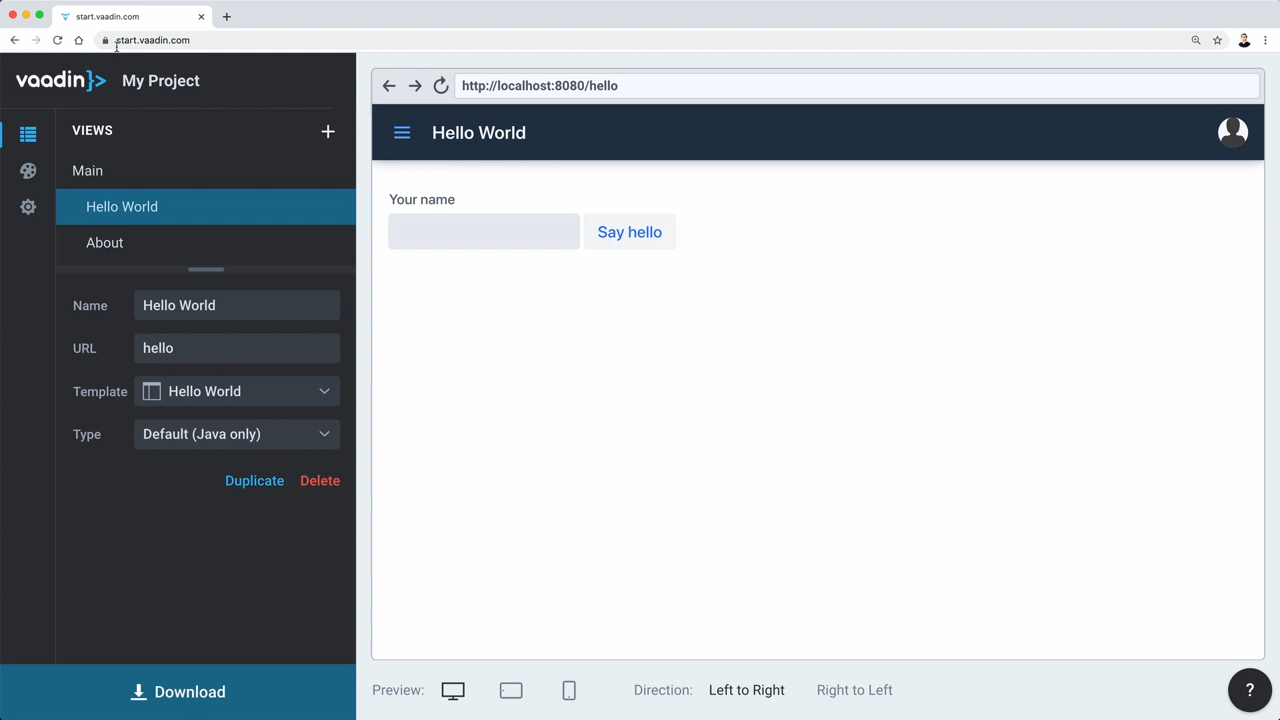 start.vaadin.com
start.vaadin.com
vaadin}> My Project
VIEWS
Main
Hello World
About
Name Hello World
URL hello
Template Hello World
Type Default (Java only)
Duplicate Delete
Download
http://localhost:8080/hello
Hello World
Your name
Say hello
Preview: Direction: Left to Right Right to Left
?